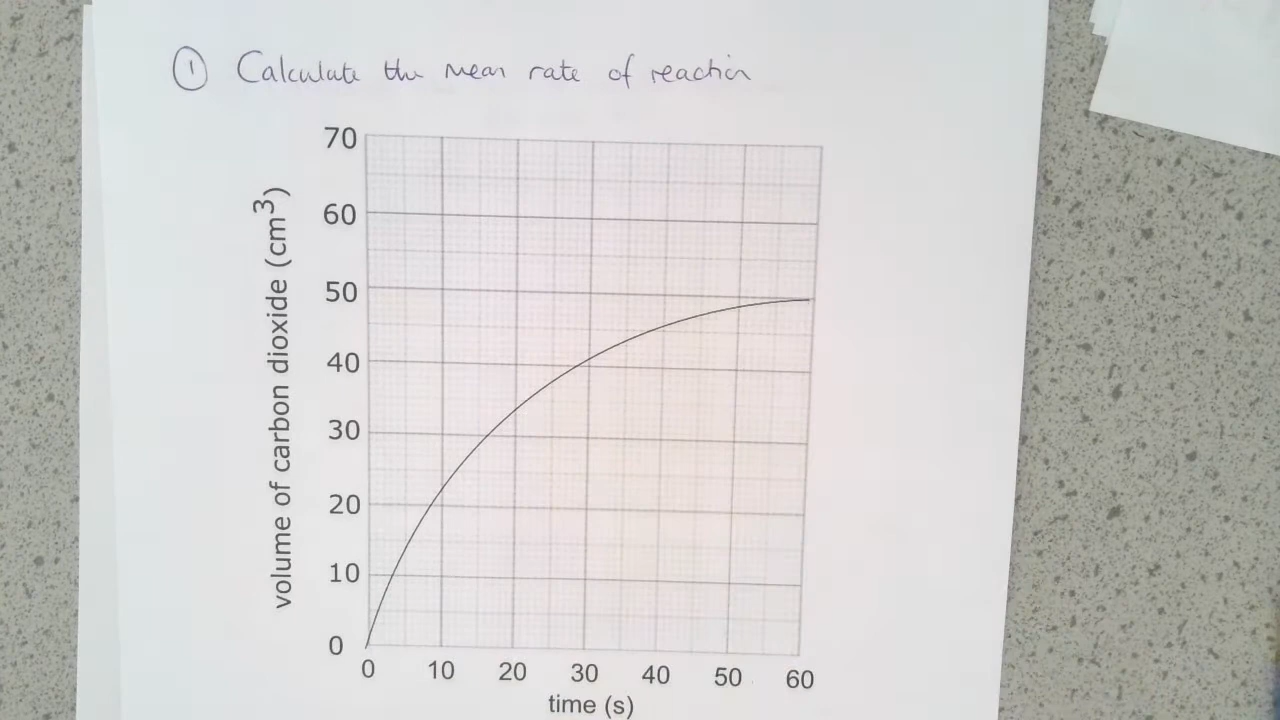 ① Calculate the mean rate of reaction
70
60
50
40
30
20
10
0
volume of carbon dioxide (cm³)
0 10 20 30 40 50 60
time (s)